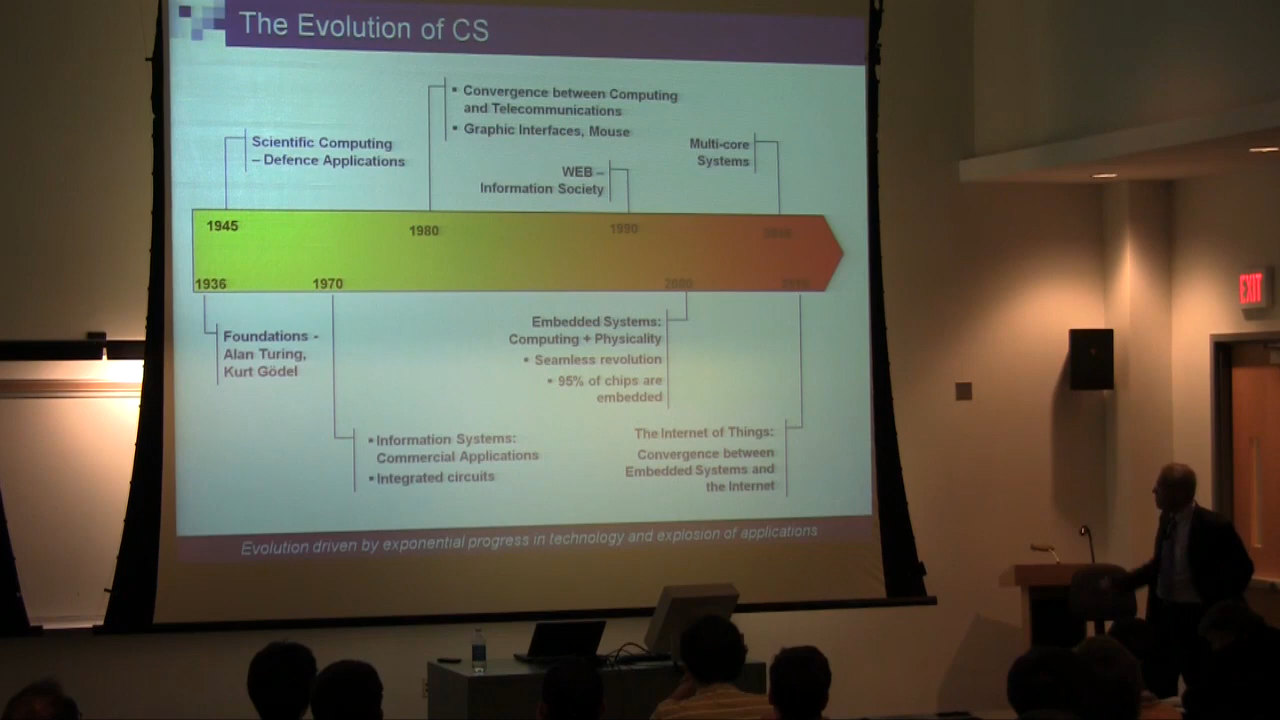 The Evolution of CS
▪ Convergence between Computing
and Telecommunications
▪ Graphic Interfaces, Mouse
Scientific Computing
– Defence Applications
Multi-core
Systems
WEB –
Information Society
1945
1980
1990
1936
1970
2000
Foundations -
Alan Turing,
Kurt Gödel
Embedded Systems:
Computing + Physicality
▪ Seamless revolution
▪ 95% of chips are
embedded
▪ Information Systems:
Commercial Applications
▪ Integrated circuits
The Internet of Things:
Convergence between
Embedded Systems and
the Internet
Evolution driven by exponential progress in technology and explosion of applications
EXIT